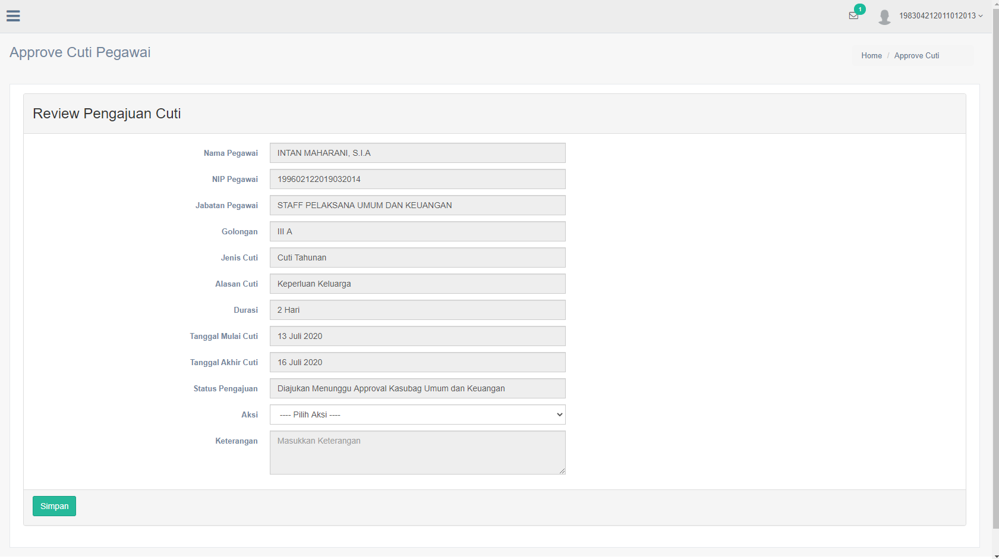 1
198304212011012013
Approve Cuti Pegawai
Home / Approve Cuti
Review Pengajuan Cuti
Nama Pegawai INTAN MAHARANI, S.I.A
NIP Pegawai 199602122019032014
Jabatan Pegawai STAFF PELAKSANA UMUM DAN KEUANGAN
Golongan III A
Jenis Cuti Cuti Tahunan
Alasan Cuti Keperluan Keluarga
Durasi 2 Hari
Tanggal Mulai Cuti 13 Juli 2020
Tanggal Akhir Cuti 16 Juli 2020
Status Pengajuan Diajukan Menunggu Approval Kasubag Umum dan Keuangan
Aksi ---- Pilih Aksi ----
Keterangan Masukkan Keterangan
Simpan